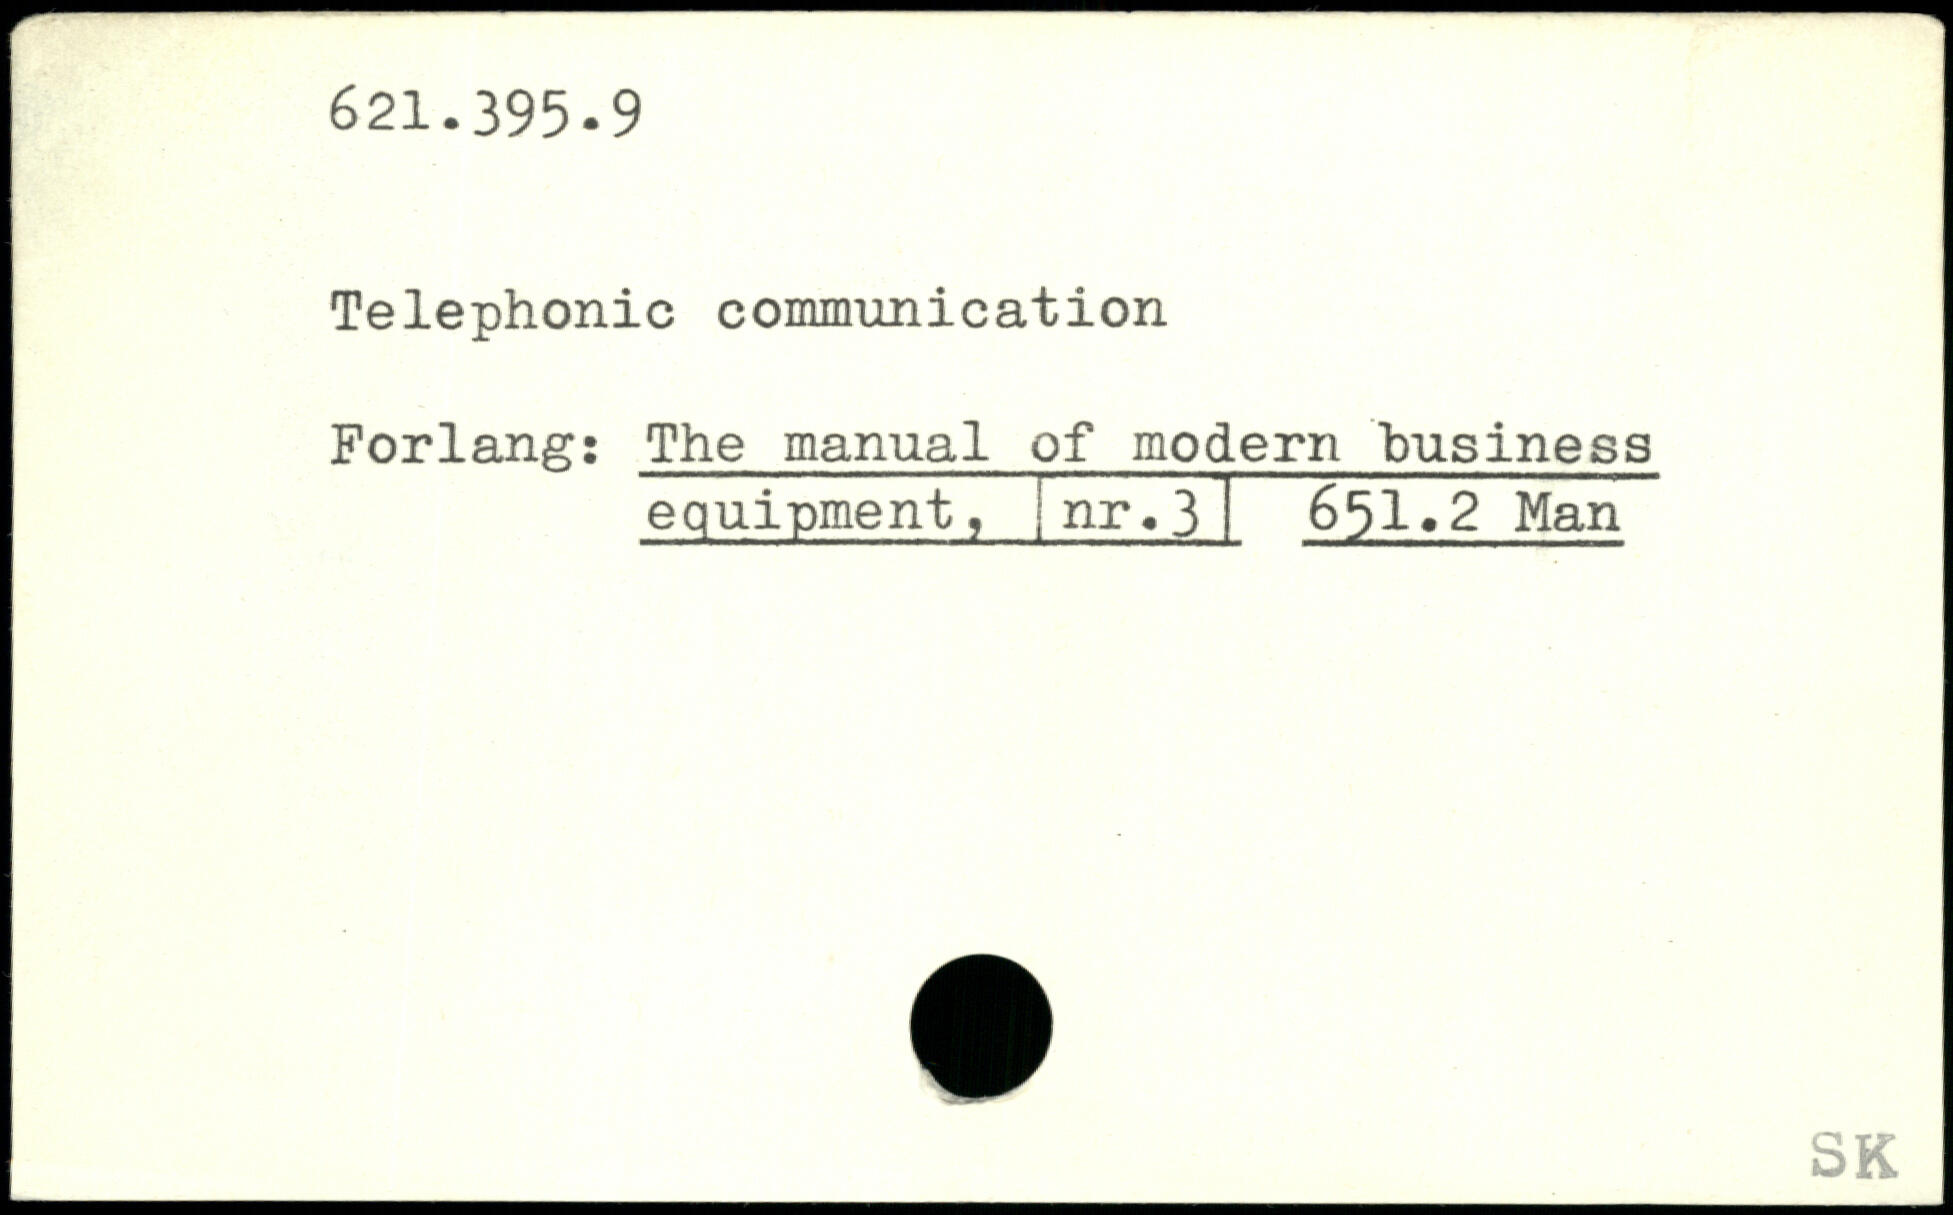 621.395.9
Telephonic communication
Forlang: The manual of modern business
equipment, nr.3 651.2 Man
SK